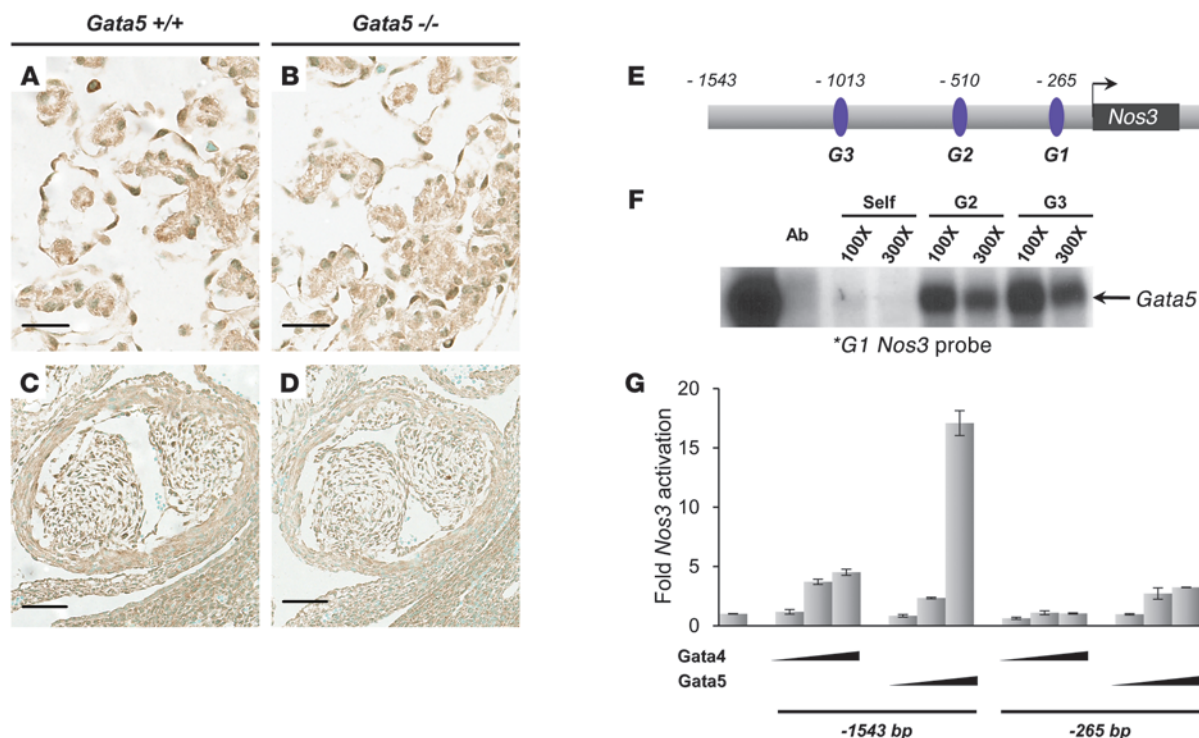 Gata5 +/+
Gata5 -/-
A
B
C
D
E
- 1543
- 1013
- 510
- 265
Nos3
G3
G2
G1
F
Self
G2
G3
Ab
100X
300X
100X
300X
100X
300X
Gata5
*G1 Nos3 probe
G
Fold Nos3 activation
20
15
10
5
0
Gata4
Gata5
-1543 bp
-265 bp